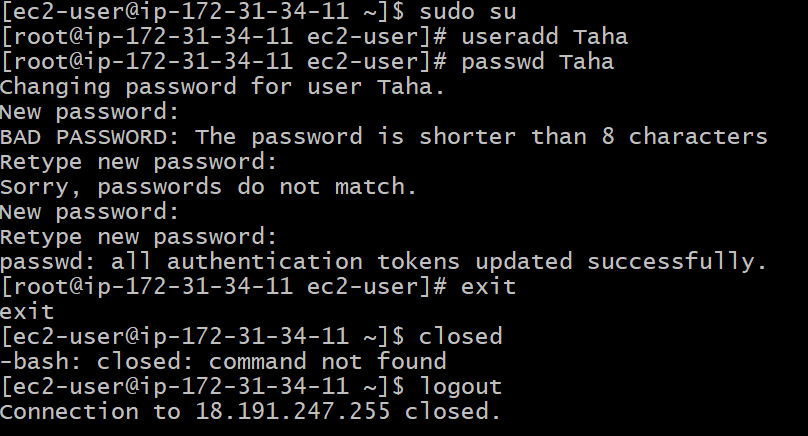 [ec2-user@ip-172-31-34-11 ~]$ sudo su
[root@ip-172-31-34-11 ec2-user]# useradd Taha
[root@ip-172-31-34-11 ec2-user]# passwd Taha
Changing password for user Taha.
New password:
BAD PASSWORD: The password is shorter than 8 characters
Retype new password:
Sorry, passwords do not match.
New password:
Retype new password:
passwd: all authentication tokens updated successfully.
[root@ip-172-31-34-11 ec2-user]# exit
exit
[ec2-user@ip-172-31-34-11 ~]$ closed
-bash: closed: command not found
[ec2-user@ip-172-31-34-11 ~]$ logout
Connection to 18.191.247.255 closed.